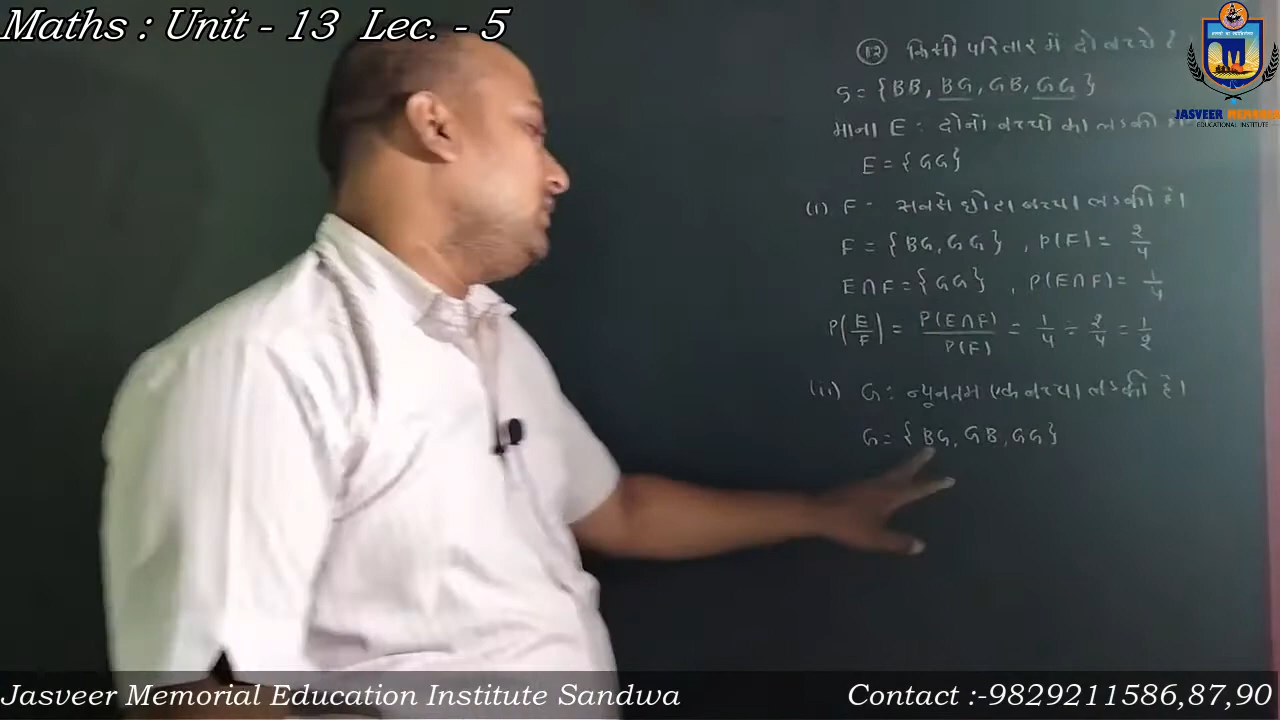 Maths : Unit - 13 Lec. - 5
(12) किसी परिवार में दो बच्चे है
S = {BB, BG, GB, GG}
माना E : दोनों बच्चों का लड़की
E = {GG}
(i) F - सबसे छोटा बच्चा लड़की है।
F = {BG, GG} , P(F) = 2/4
E∩F = {GG} , P(E∩F) = 1/4
P(E/F) = P(E∩F)/P(F) = 1/4 ÷ 2/4 = 1/2
(ii) G : न्यूनतम एक बच्चा लड़की है।
G = {BG, GB, GG}
M
JASVEER MEMORIAL
EDUCATIONAL INSTITUTE
Jasveer Memorial Education Institute Sandwa
Contact :-9829211586,87,90